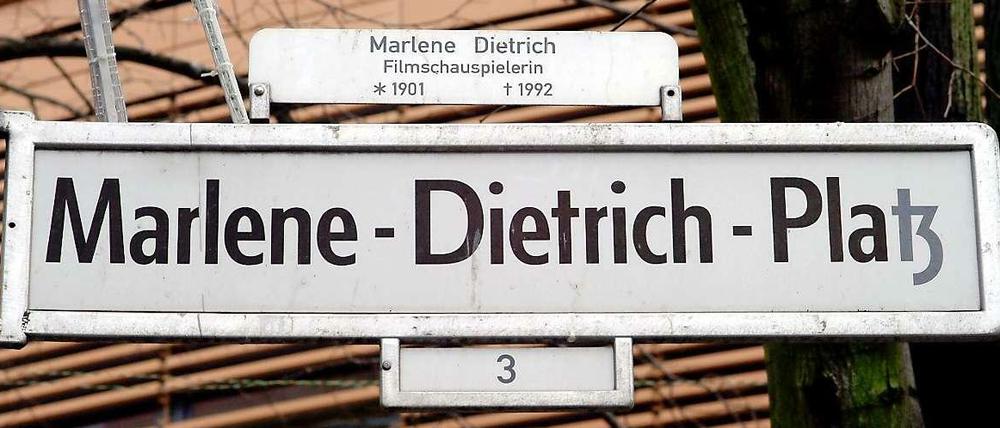 Marlene Dietrich
Filmschauspielerin
* 1901 † 1992
Marlene-Dietrich-Platz
3